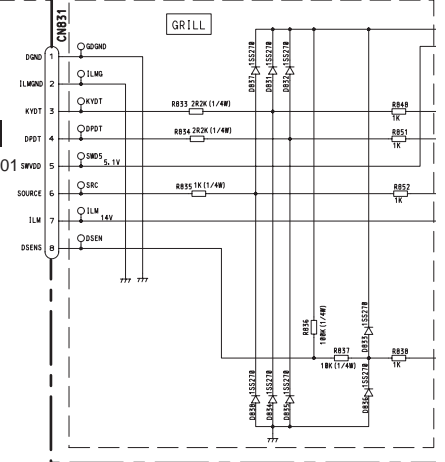 CN831
GRILL
DGND 1 GDGND
ILMGND 2 ILMG
KYDT 3 KYDT
R833 2R2K(1/4W)
R848
1K
DPDT 4 DPDT
R834 2R2K(1/4W)
R851
1K
01
SWVDD 5 SWD5
5.1V
SOURCE 6 SRC
R835 1K(1/4W)
R852
1K
ILM 7 ILM
14V
DSENS 8 DSEN
D837 1SS270
D831 1SS270
D832 1SS270
R836
100K(1/4W)
D833 1SS270
R837
10K(1/4W)
R838
1K
D838 1SS270
D834 1SS270
D835 1SS270
D836 1SS270